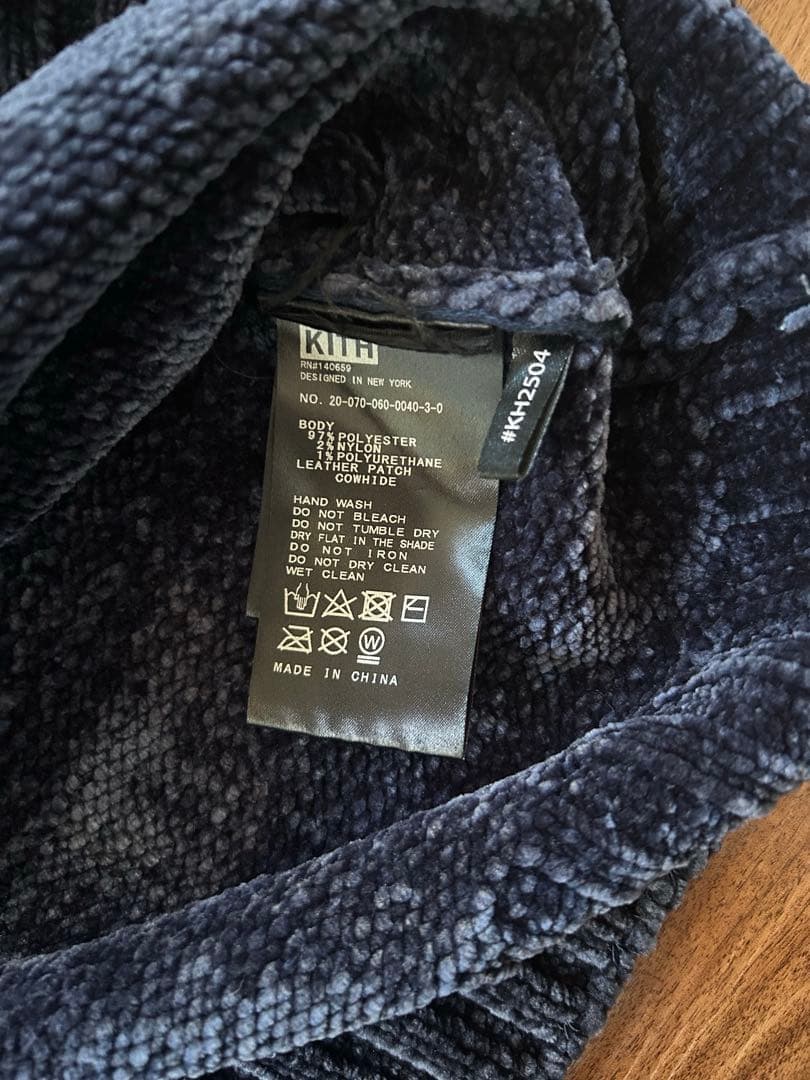 KITH
RN#140659
DESIGNED IN NEW YORK
NO. 20-070-060-0040-3-0
BODY
97% POLYESTER
2% NYLON
1% POLYURETHANE
LEATHER PATCH
COWHIDE
HAND WASH
DO NOT BLEACH
DO NOT TUMBLE DRY
DRY FLAT IN THE SHADE
DO NOT IRON
DO NOT DRY CLEAN
WET CLEAN
W
MADE IN CHINA
#KH2504